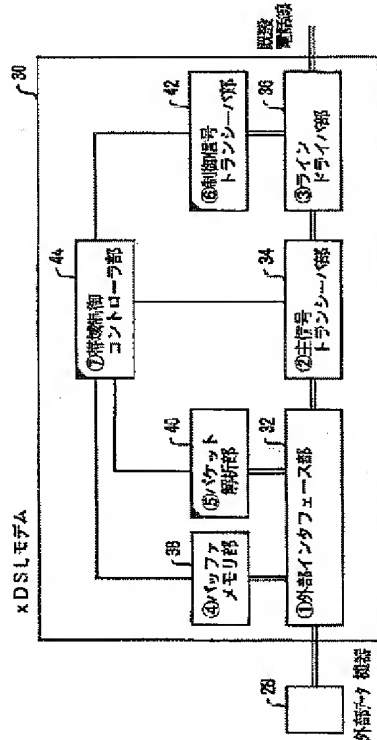 xDSLモデム
30
44
⑦帯域制御
コントローラ部
38
④バッファ
メモリ部
40
⑤パケット
解析部
42
⑥制御信号
トランシーバ部
28
外部データ機器
32
①外部インタフェース部
34
②主信号
トランシーバ部
36
③ライン
ドライバ部
既設
電話線